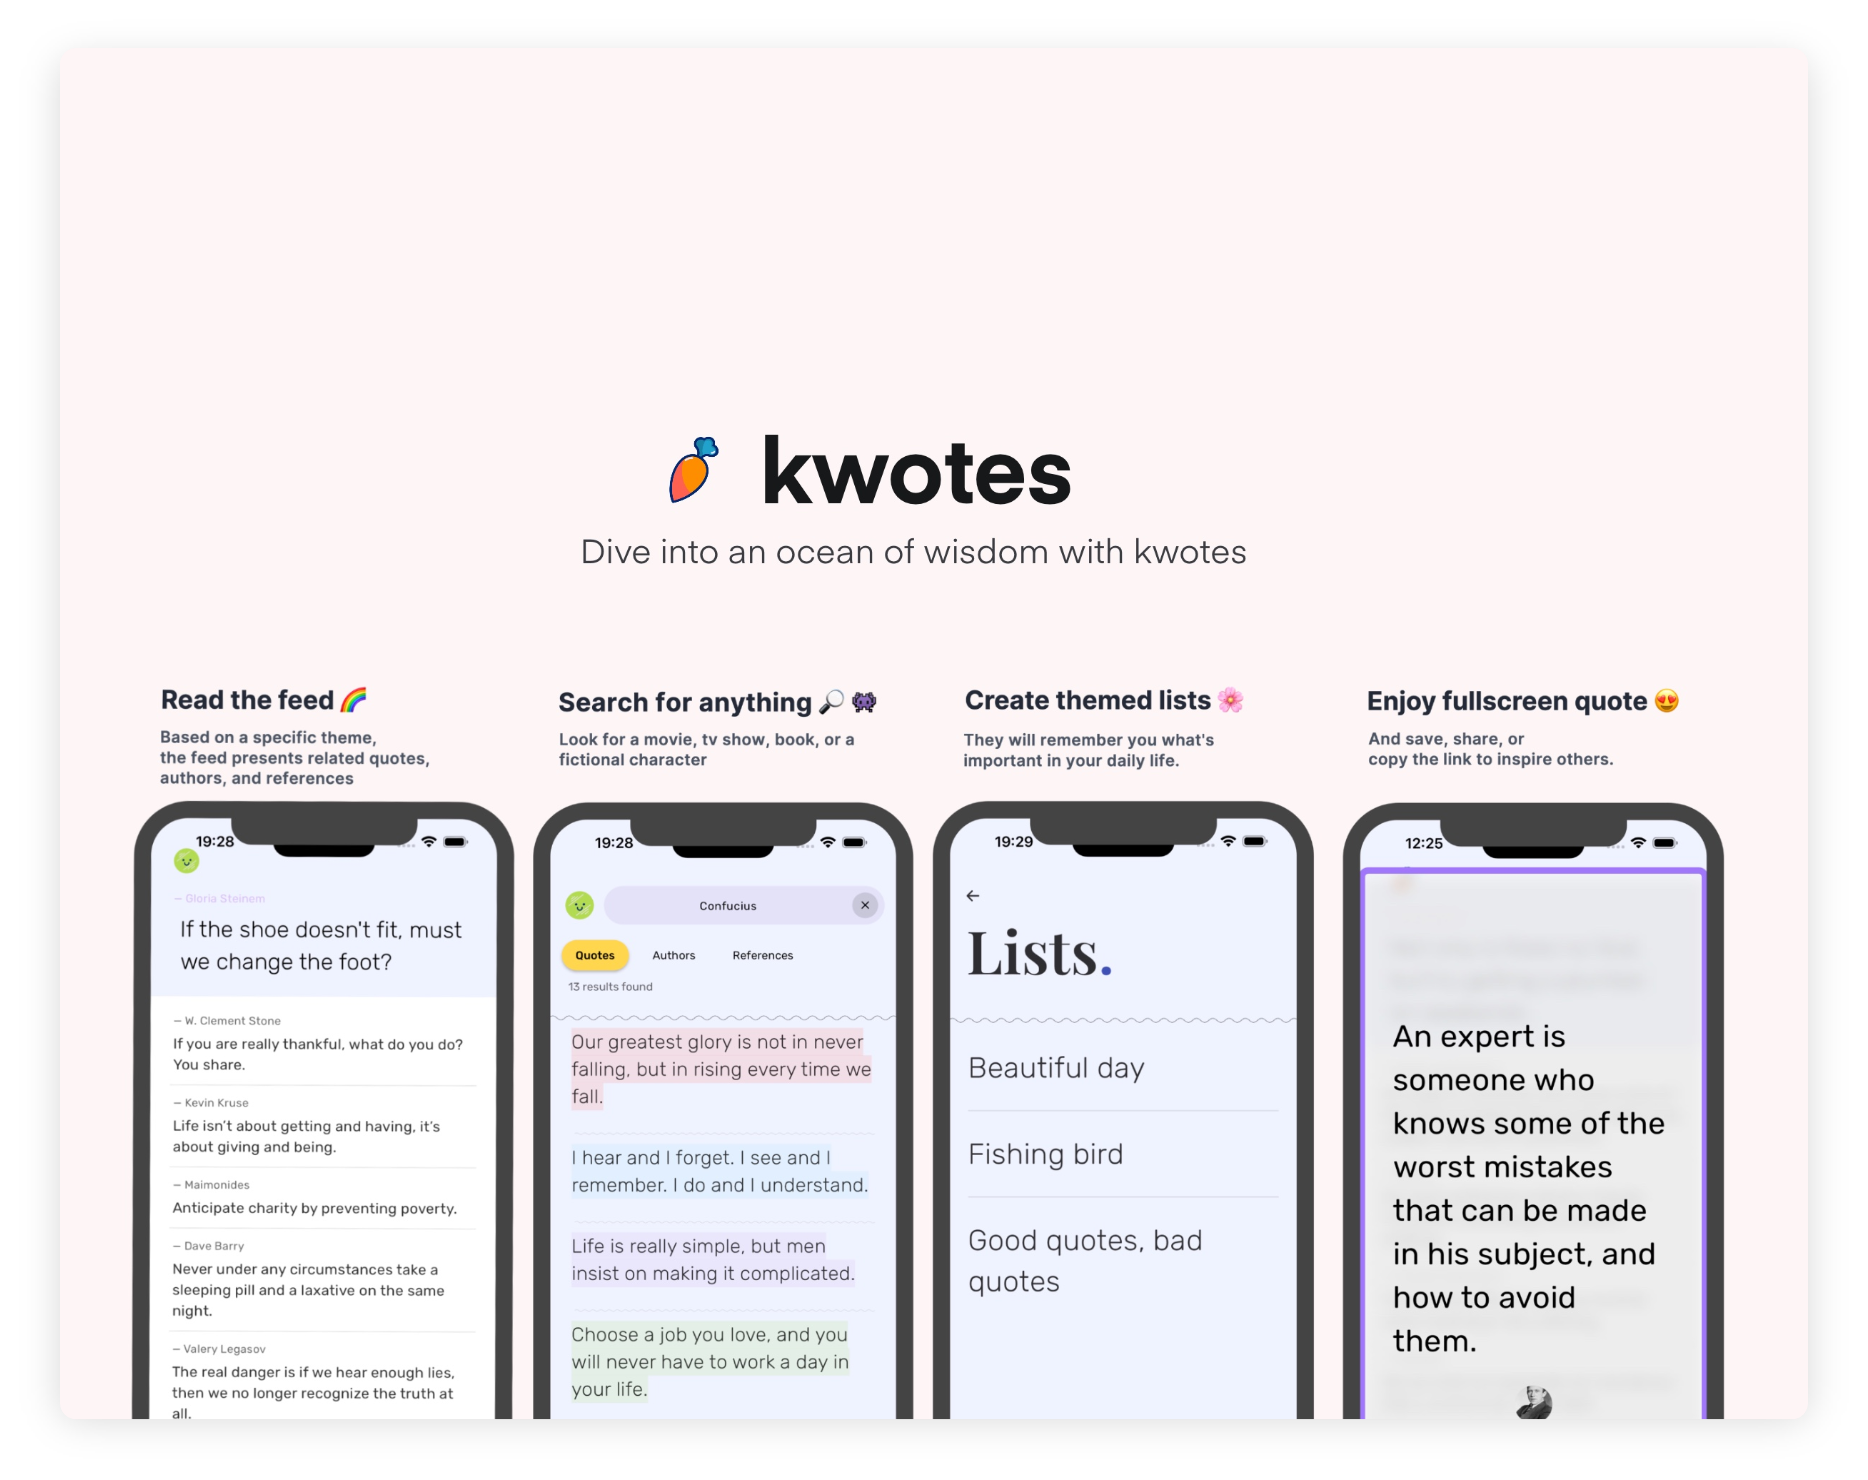 kwotes
Dive into an ocean of wisdom with kwotes
Read the feed 🌈
Based on a specific theme,
the feed presents related quotes,
authors, and references
19:28
— Gloria Steinem
If the shoe doesn't fit, must
we change the foot?
— W. Clement Stone
If you are really thankful, what do you do?
You share.
— Kevin Kruse
Life isn't about getting and having, it's
about giving and being.
— Maimonides
Anticipate charity by preventing poverty.
— Dave Barry
Never under any circumstances take a
sleeping pill and a laxative on the same
night.
— Valery Legasov
The real danger is if we hear enough lies,
then we no longer recognize the truth at
all.
Search for anything 🔎 👾
Look for a movie, tv show, book, or a
fictional character
19:28
Confucius
Quotes Authors References
13 results found
Our greatest glory is not in never
falling, but in rising every time we
fall.
I hear and I forget. I see and I
remember. I do and I understand.
Life is really simple, but men
insist on making it complicated.
Choose a job you love, and you
will never have to work a day in
your life.
Create themed lists 🌸
They will remember you what's
important in your daily life.
19:29
Lists.
Beautiful day
Fishing bird
Good quotes, bad
quotes
Enjoy fullscreen quote 😍
And save, share, or
copy the link to inspire others.
12:25
An expert is
someone who
knows some of the
worst mistakes
that can be made
in his subject, and
how to avoid
them.